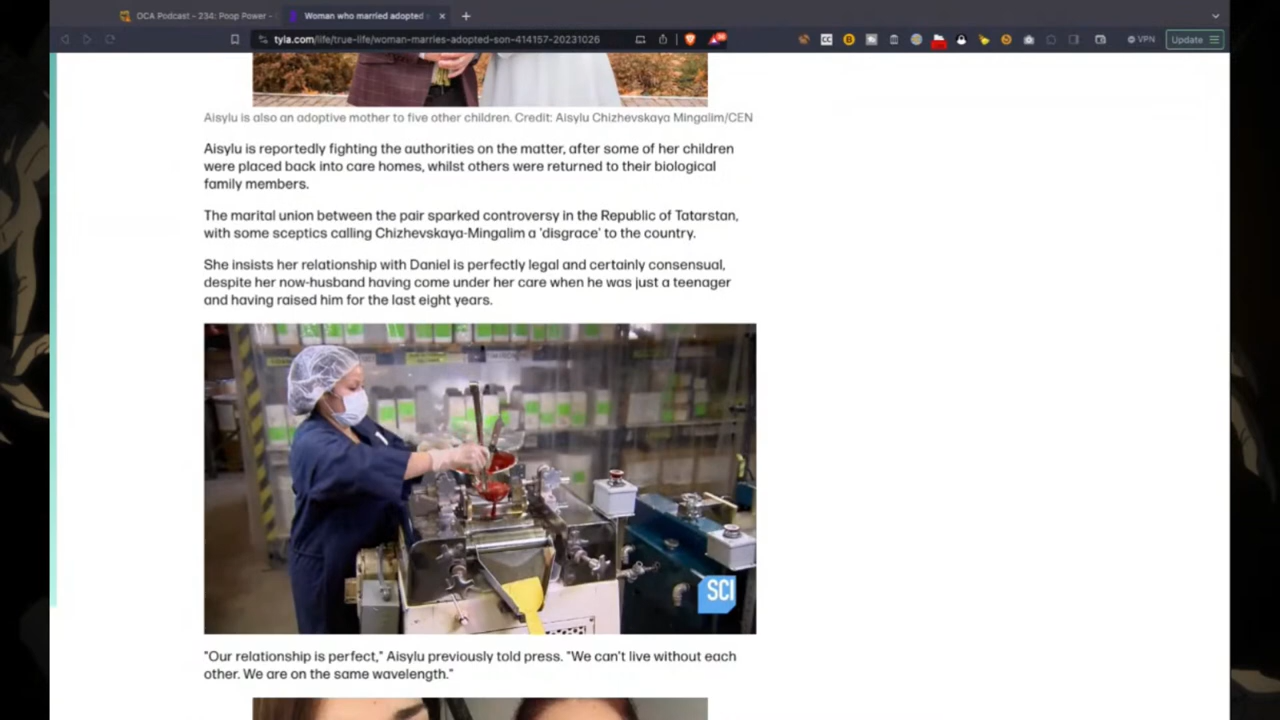 OCA Podcast - 234: Poop Power -
Woman who married adopted
tyla.com/life/true-life/woman-marries-adopted-son-414157-20231026
VPN
Update
Aisylu is also an adoptive mother to five other children. Credit: Aisylu Chizhevskaya Mingalim/CEN
Aisylu is reportedly fighting the authorities on the matter, after some of her children
were placed back into care homes, whilst others were returned to their biological
family members.
The marital union between the pair sparked controversy in the Republic of Tatarstan,
with some sceptics calling Chizhevskaya-Mingalim a 'disgrace' to the country.
She insists her relationship with Daniel is perfectly legal and certainly consensual,
despite her now-husband having come under her care when he was just a teenager
and having raised him for the last eight years.
SCI
"Our relationship is perfect," Aisylu previously told press. "We can't live without each
other. We are on the same wavelength."